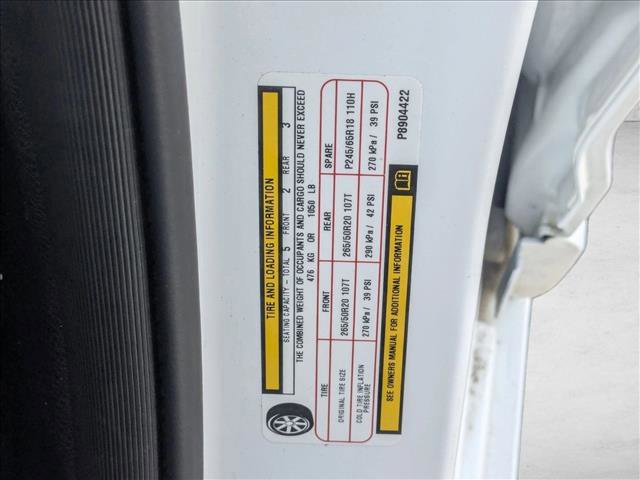 TIRE AND LOADING INFORMATION
SEATING CAPACITY - TOTAL 5 FRONT 2 REAR 3
THE COMBINED WEIGHT OF OCCUPANTS AND CARGO SHOULD NEVER EXCEED
476 KG OR 1050 LB
TIRE FRONT REAR SPARE
ORIGINAL TIRE SIZE 265/50R20 107T 265/50R20 107T P245/65R18 110H
COLD TIRE INFLATION PRESSURE 270 kPa / 39 PSI 290 kPa / 42 PSI 270 kPa / 39 PSI
SEE OWNERS MANUAL FOR ADDITIONAL INFORMATION
P8904422